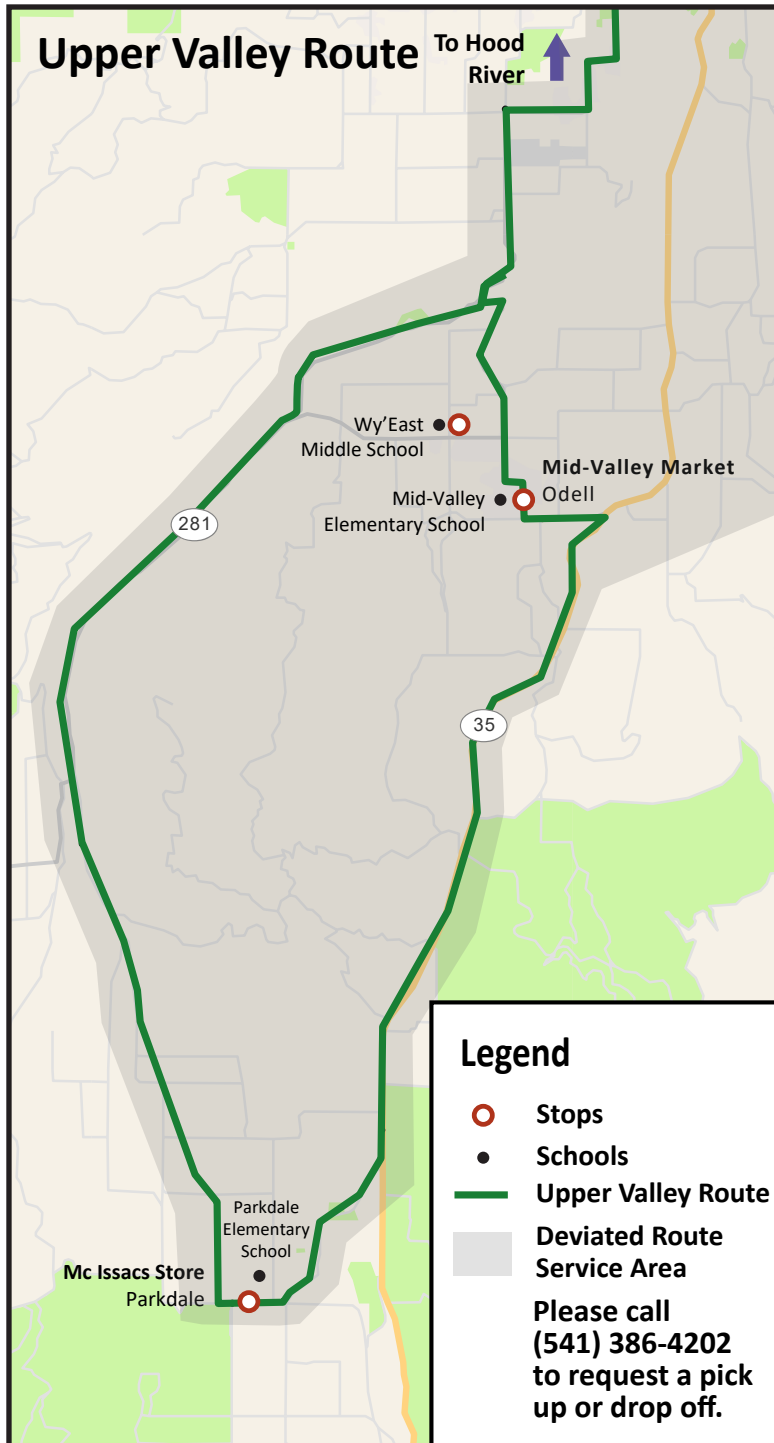 Upper Valley Route
To Hood
River
Wy’East
Middle School
Mid-Valley Market
Odell
Mid-Valley
Elementary School
281
35
Parkdale
Elementary
School
Mc Issacs Store
Parkdale
Legend
Stops
Schools
Upper Valley Route
Deviated Route
Service Area
Please call
(541) 386-4202
to request a pick
up or drop off.